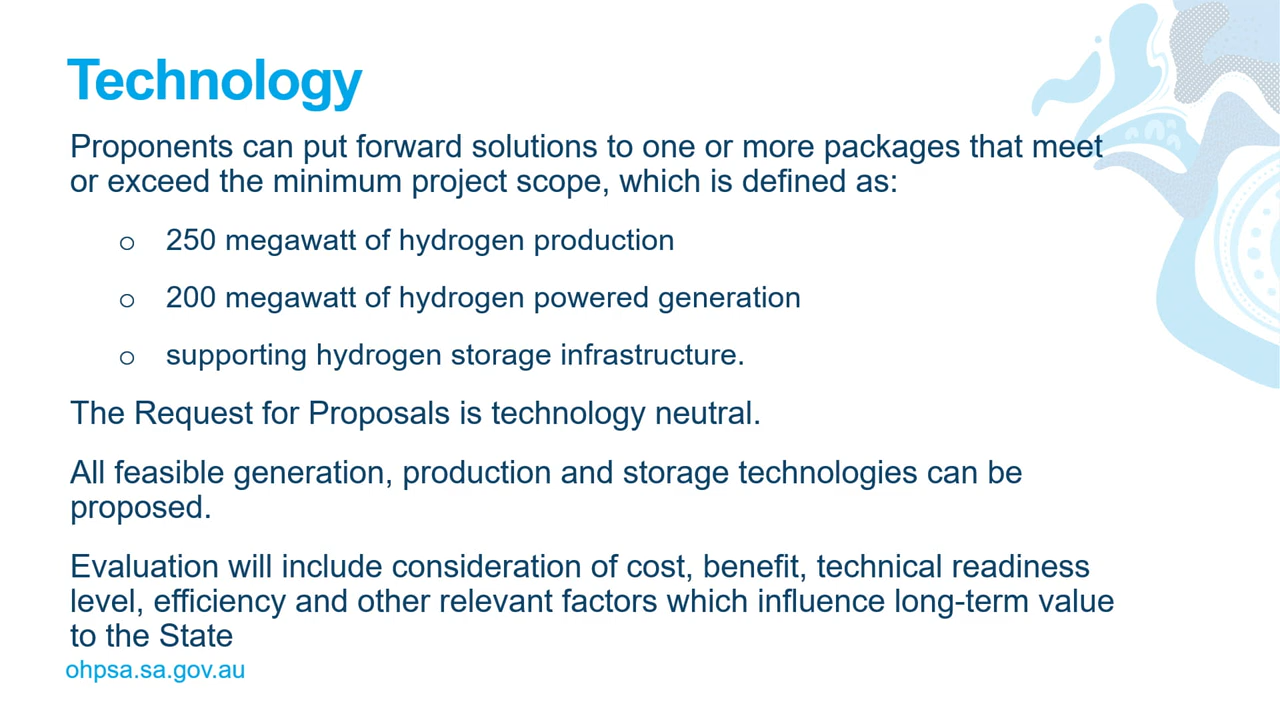 Technology
Proponents can put forward solutions to one or more packages that meet
or exceed the minimum project scope, which is defined as:
o 250 megawatt of hydrogen production
o 200 megawatt of hydrogen powered generation
o supporting hydrogen storage infrastructure.
The Request for Proposals is technology neutral.
All feasible generation, production and storage technologies can be
proposed.
Evaluation will include consideration of cost, benefit, technical readiness
level, efficiency and other relevant factors which influence long-term value
to the State
ohpsa.sa.gov.au